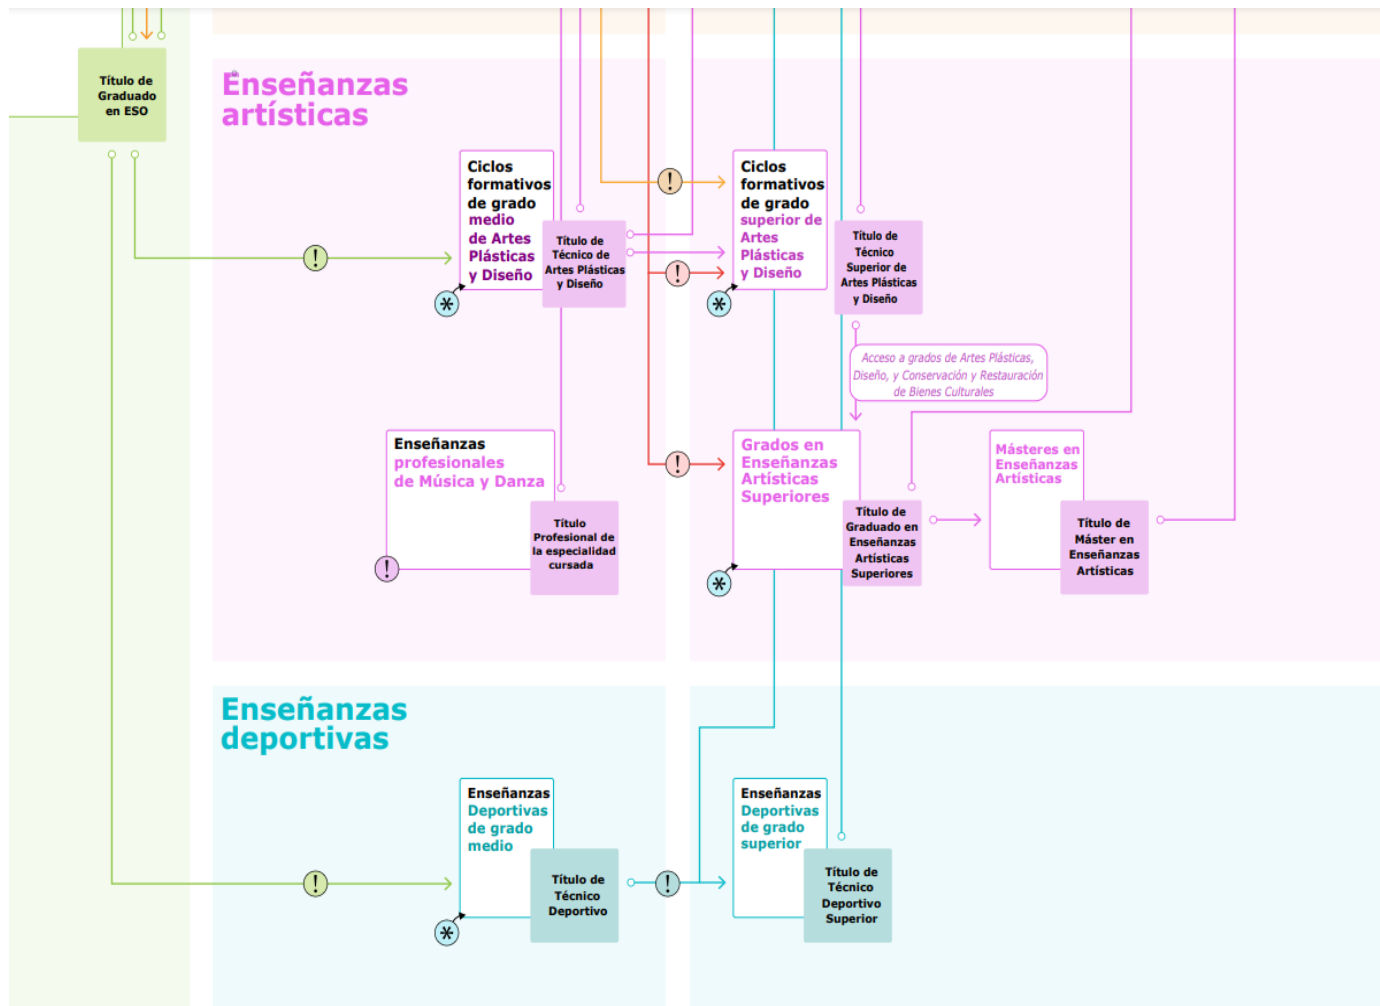 Título de
Graduado
en ESO
Enseñanzas
artísticas
Ciclos
formativos
de grado
medio
de Artes
Plásticas
y Diseño
Título de
Técnico de
Artes Plásticas
y Diseño
!
*
!
!
Ciclos
formativos
de grado
superior de
Artes
Plásticas
y Diseño
Título de
Técnico
Superior de
Artes Plásticas
y Diseño
*
Acceso a grados de Artes Plásticas,
Diseño, y Conservación y Restauración
de Bienes Culturales
Enseñanzas
profesionales
de Música y Danza
Título
Profesional de
la especialidad
cursada
!
!
Grados en
Enseñanzas
Artísticas
Superiores
Título de
Graduado en
Enseñanzas
Artísticas
Superiores
*
Másteres en
Enseñanzas
Artísticas
Título de
Máster en
Enseñanzas
Artísticas
Enseñanzas
deportivas
!
Enseñanzas
Deportivas
de grado
medio
Título de
Técnico
Deportivo
*
!
Enseñanzas
Deportivas
de grado
superior
Título de
Técnico
Deportivo
Superior